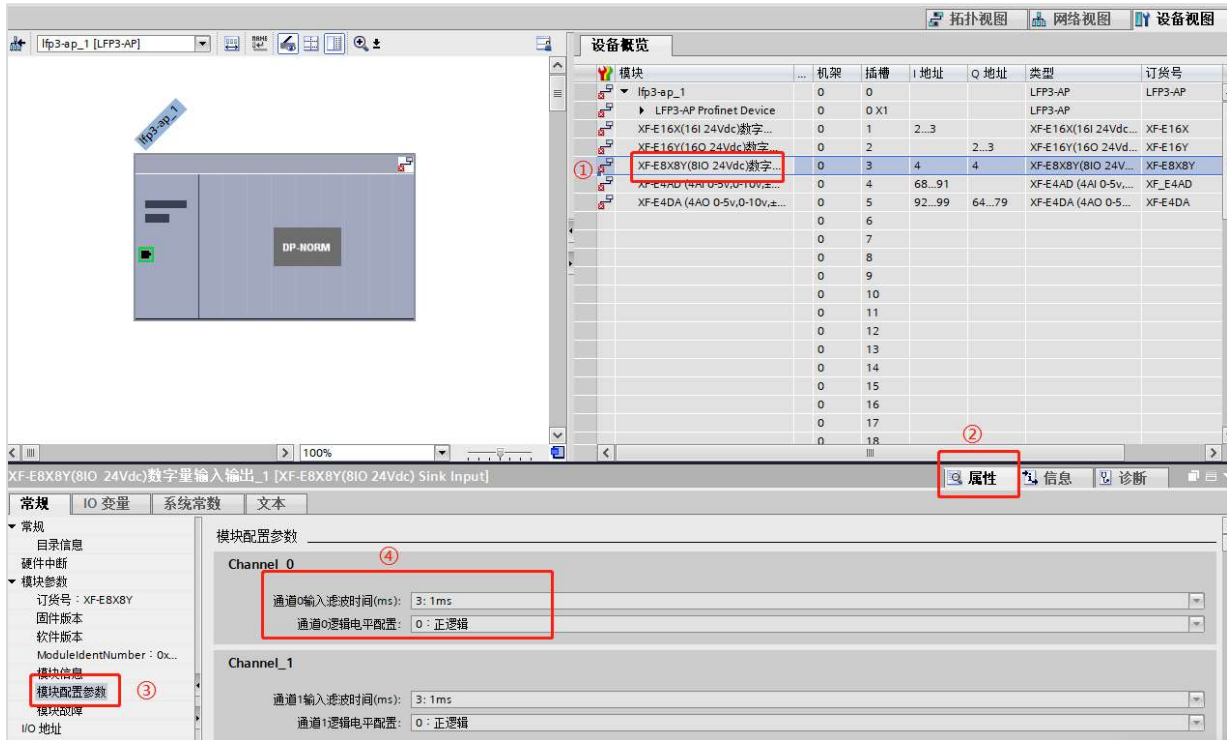 拓扑视图 网络视图 设备视图
lfp3-ap_1 [LFP3-AP]
设备概览
模块 ... 机架 插槽 I 地址 Q 地址 类型 订货号
lfp3-ap_1 0 0 LFP3-AP LFP3-AP
LFP3-AP Profinet Device 0 0 X1 LFP3-AP
XF-E16X(16I 24Vdc)数字... 0 1 2...3 XF-E16X(16I 24Vdc... XF-E16X
XF-E16Y(16O 24Vdc)数字... 0 2 2...3 XF-E16Y(16O 24Vd... XF-E16Y
① XF-E8X8Y(8IO 24Vdc)数字... 0 3 4 4 XF-E8X8Y(8IO 24V... XF-E8X8Y
XF-E4AD (4AI 0-5v,0-10v,±... 0 4 68...91 XF-E4AD (4AI 0-5v,... XF_E4AD
XF-E4DA (4AO 0-5v,0-10v,±... 0 5 92...99 64...79 XF-E4DA (4AO 0-5... XF-E4DA
0 6
0 7
0 8
0 9
0 10
0 11
0 12
0 13
0 14
0 15
0 16
0 17
0 18
lfp3-ap_1
DP-NORM
100%
②
XF-E8X8Y(8IO 24Vdc)数字量输入输出_1 [XF-E8X8Y(8IO 24Vdc) Sink Input]
属性 信息 诊断
常规 IO 变量 系统常数 文本
常规
目录信息
硬件中断
模块参数
订货号：XF-E8X8Y
固件版本
软件版本
ModuleIdentNumber：0x...
模块信息
模块配置参数 ③
模块故障
I/O 地址
模块配置参数
④
Channel_0
通道0输入滤波时间(ms): 3: 1ms
通道0逻辑电平配置: 0：正逻辑
Channel_1
通道1输入滤波时间(ms): 3: 1ms
通道1逻辑电平配置: 0：正逻辑